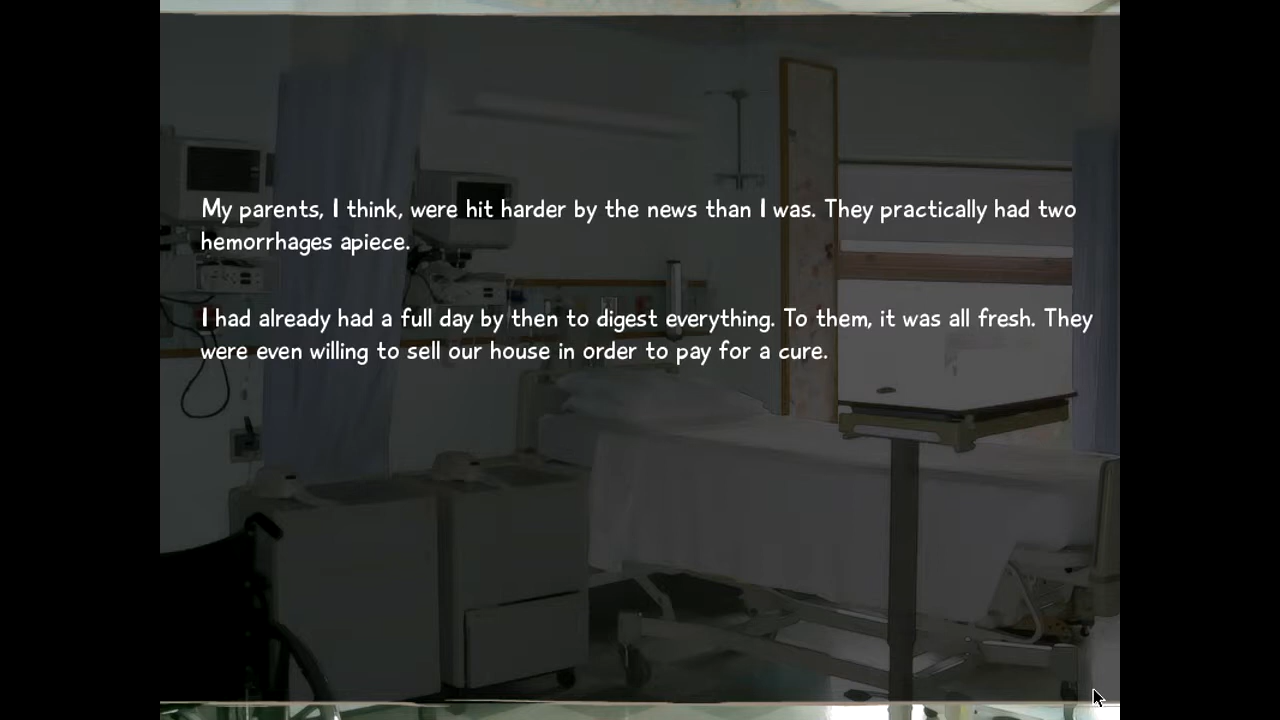 My parents, I think, were hit harder by the news than I was. They practically had two
hemorrhages apiece.
I had already had a full day by then to digest everything. To them, it was all fresh. They
were even willing to sell our house in order to pay for a cure.